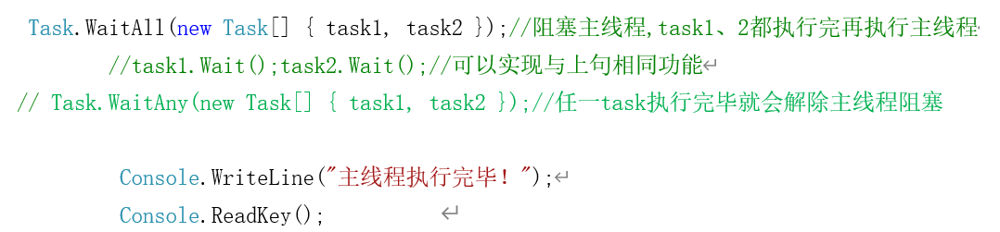 Task.WaitAll(new Task[] { task1, task2 });//阻塞主线程,task1、2都执行完再执行主线程
//task1.Wait();task2.Wait();//可以实现与上句相同功能
// Task.WaitAny(new Task[] { task1, task2 });//任一task执行完毕就会解除主线程阻塞
Console.WriteLine("主线程执行完毕！");
Console.ReadKey();